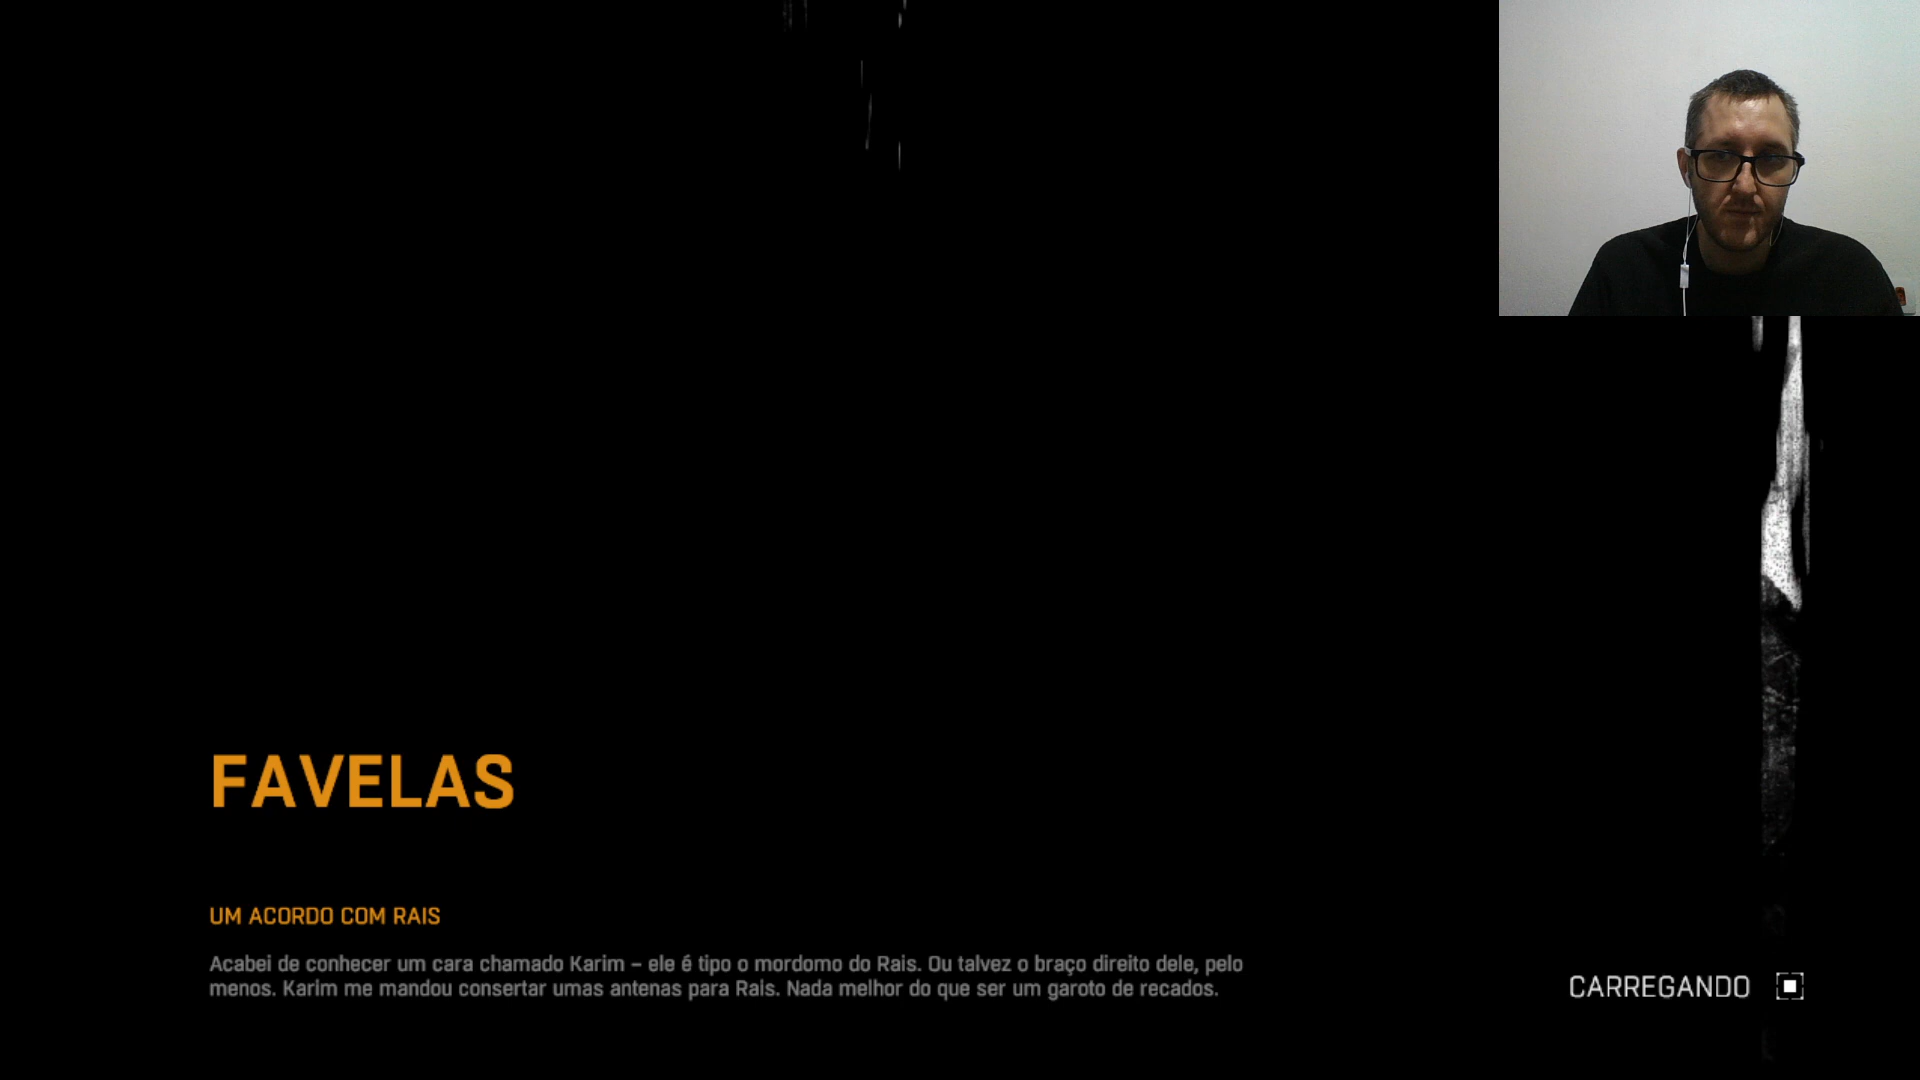 FAVELAS
UM ACORDO COM RAIS
Acabei de conhecer um cara chamado Karim – ele é tipo o mordomo do Rais. Ou talvez o braço direito dele, pelo
menos. Karim me mandou consertar umas antenas para Rais. Nada melhor do que ser um garoto de recados.
CARREGANDO